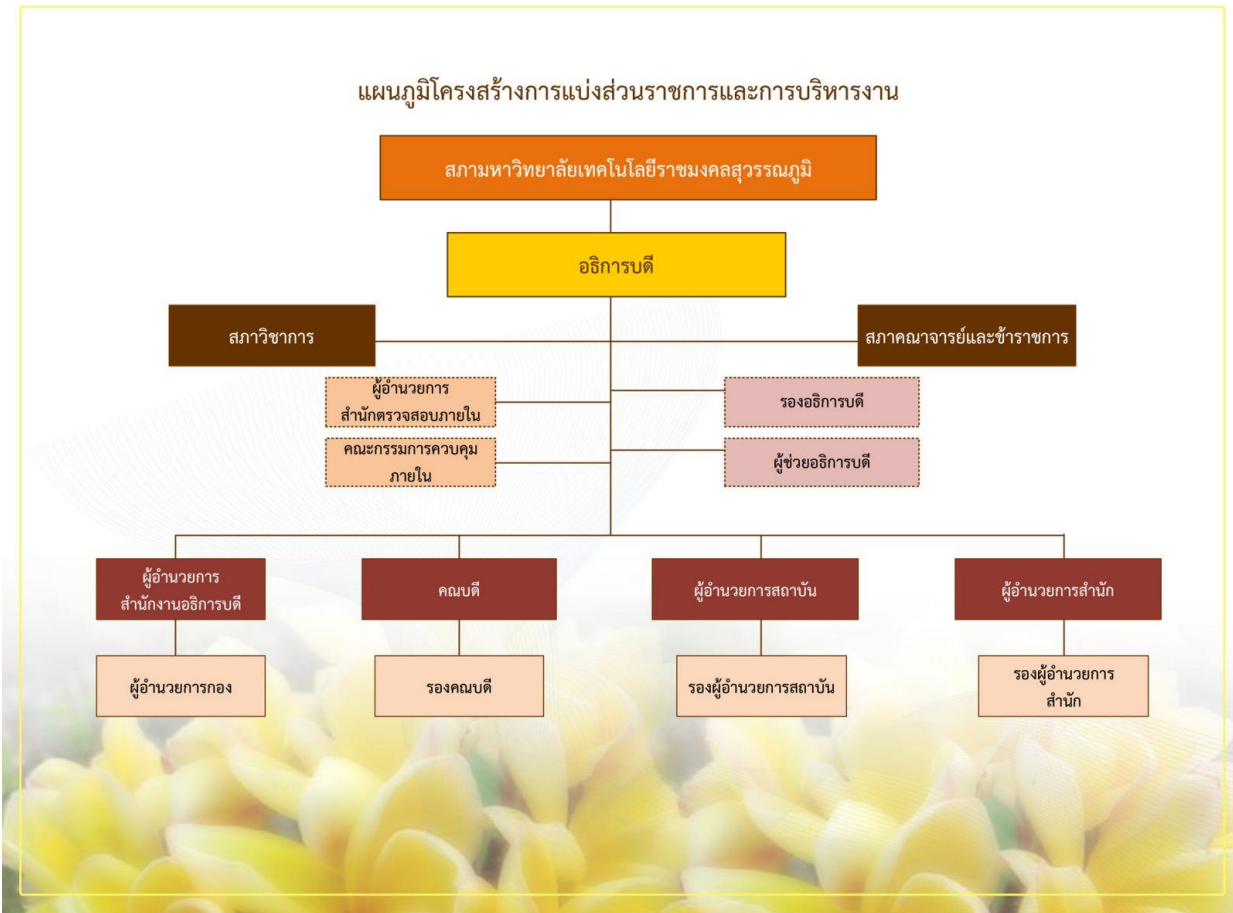 แผนภูมิโครงสร้างการแบ่งส่วนราชการและการบริหารงาน
สภามหาวิทยาลัยเทคโนโลยีราชมงคลสุวรรณภูมิ
อธิการบดี
สภาวิชาการ
สภาคณาจารย์และข้าราชการ
ผู้อำนวยการ
สำนักตรวจสอบภายใน
รองอธิการบดี
คณะกรรมการควบคุม
ภายใน
ผู้ช่วยอธิการบดี
ผู้อำนวยการ
สำนักงานอธิการบดี
คณบดี
ผู้อำนวยการสถาบัน
ผู้อำนวยการสำนัก
ผู้อำนวยการกอง
รองคณบดี
รองผู้อำนวยการสถาบัน
รองผู้อำนวยการ
สำนัก